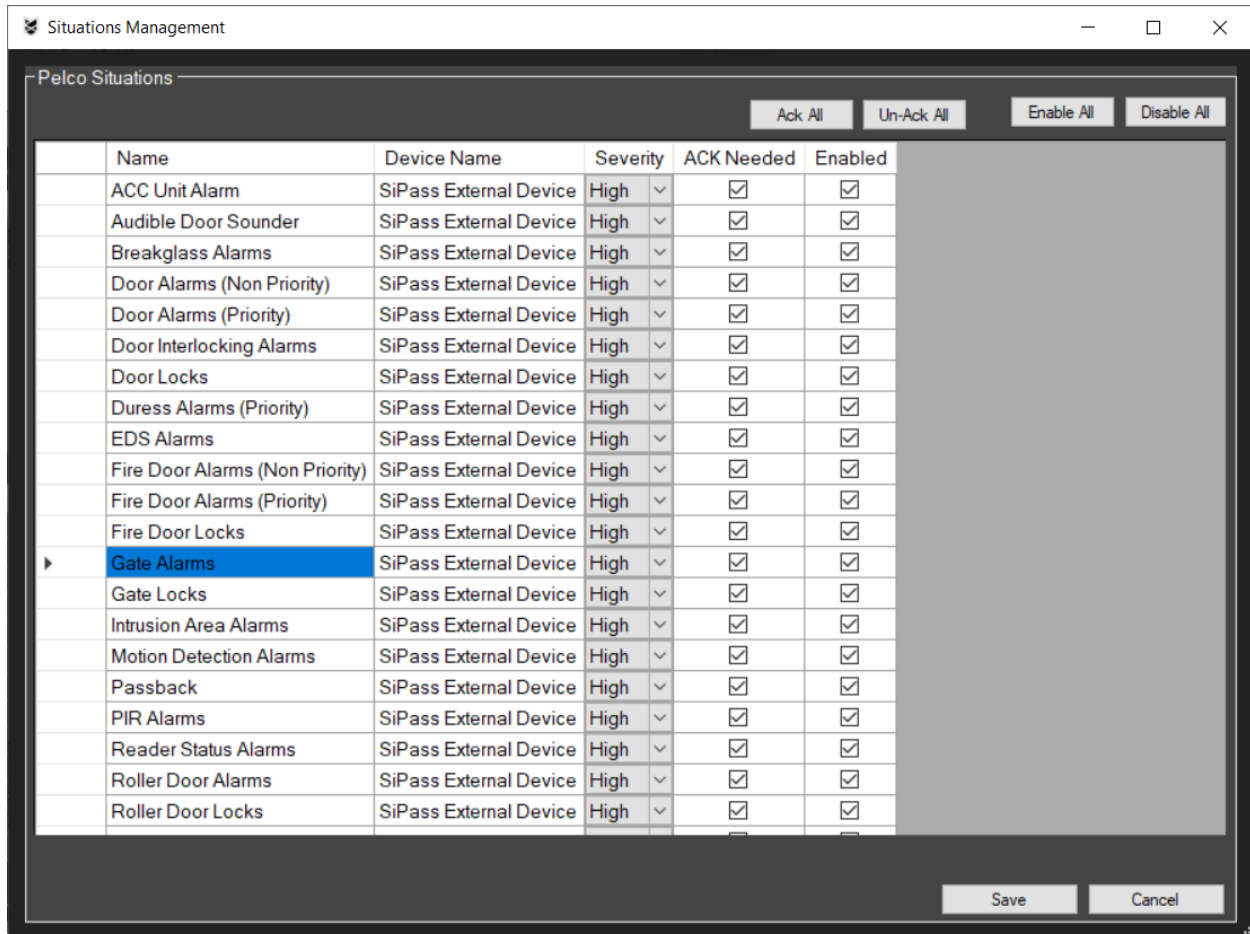 Situations Management
Pelco Situations
Ack All Un-Ack All Enable All Disable All
Name Device Name Severity ACK Needed Enabled
ACC Unit Alarm SiPass External Device High
Audible Door Sounder SiPass External Device High
Breakglass Alarms SiPass External Device High
Door Alarms (Non Priority) SiPass External Device High
Door Alarms (Priority) SiPass External Device High
Door Interlocking Alarms SiPass External Device High
Door Locks SiPass External Device High
Duress Alarms (Priority) SiPass External Device High
EDS Alarms SiPass External Device High
Fire Door Alarms (Non Priority) SiPass External Device High
Fire Door Alarms (Priority) SiPass External Device High
Fire Door Locks SiPass External Device High
Gate Alarms SiPass External Device High
Gate Locks SiPass External Device High
Intrusion Area Alarms SiPass External Device High
Motion Detection Alarms SiPass External Device High
Passback SiPass External Device High
PIR Alarms SiPass External Device High
Reader Status Alarms SiPass External Device High
Roller Door Alarms SiPass External Device High
Roller Door Locks SiPass External Device High
Save Cancel